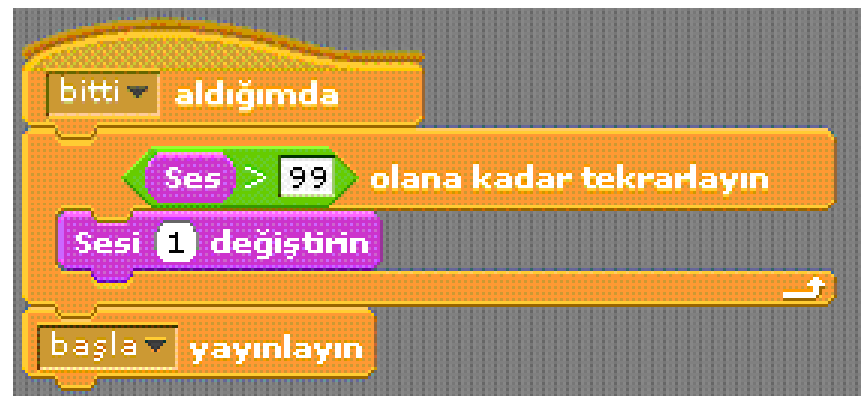 bitti aldığımda
Ses > 99 olana kadar tekrarlayın
Sesi 1 değiştirin
başla yayınlayın